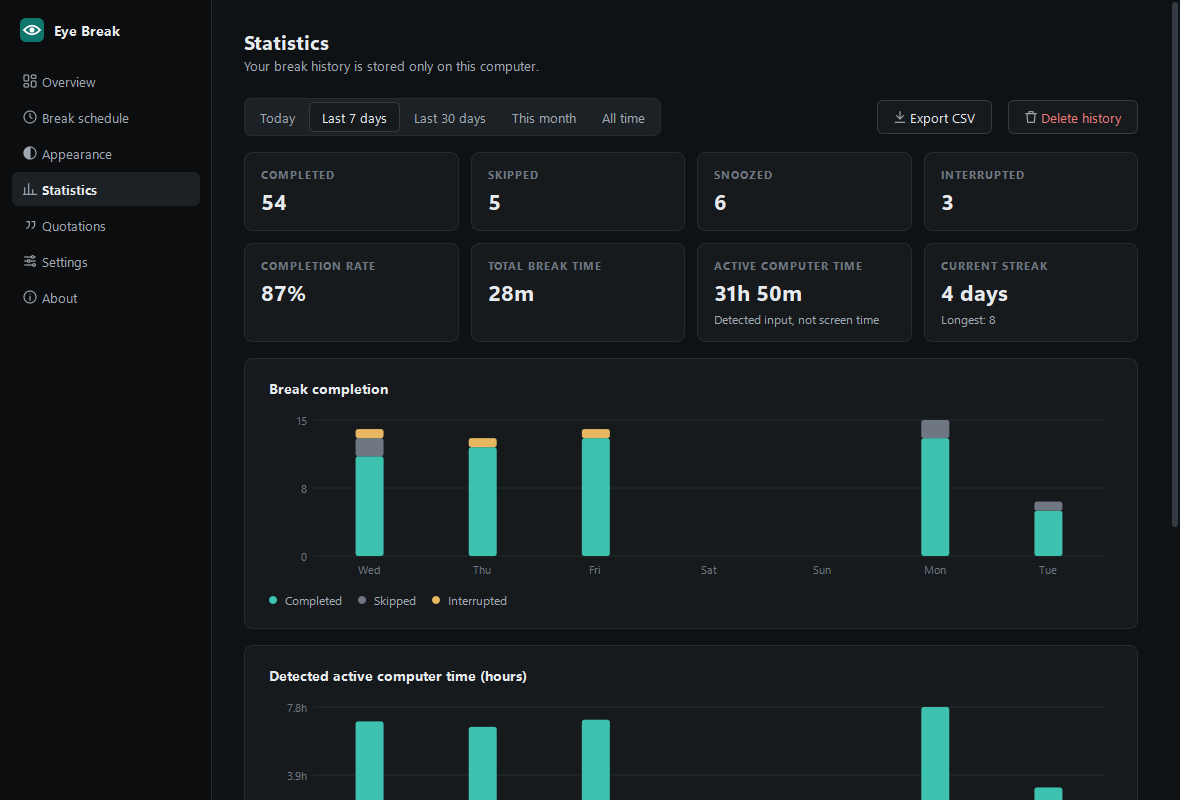 Eye Break
Overview
Break schedule
Appearance
Statistics
Quotations
Settings
About
Statistics
Your break history is stored only on this computer.
Today Last 7 days Last 30 days This month All time
Export CSV Delete history
COMPLETED SKIPPED SNOOZED INTERRUPTED
54 5 6 3
COMPLETION RATE TOTAL BREAK TIME ACTIVE COMPUTER TIME CURRENT STREAK
87% 28m 31h 50m 4 days
Detected input, not screen time Longest: 8
Break completion
15
8
0
Wed Thu Fri Sat Sun Mon Tue
Completed Skipped Interrupted
Detected active computer time (hours)
7.8h
3.9h